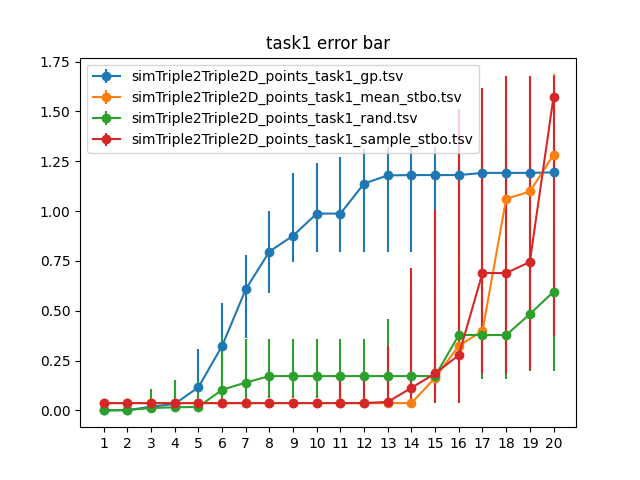 task1 error bar
simTriple2Triple2D_points_task1_gp.tsv
simTriple2Triple2D_points_task1_mean_stbo.tsv
simTriple2Triple2D_points_task1_rand.tsv
simTriple2Triple2D_points_task1_sample_stbo.tsv
1.75
1.50
1.25
1.00
0.75
0.50
0.25
0.00
1 2 3 4 5 6 7 8 9 10 11 12 13 14 15 16 17 18 19 20